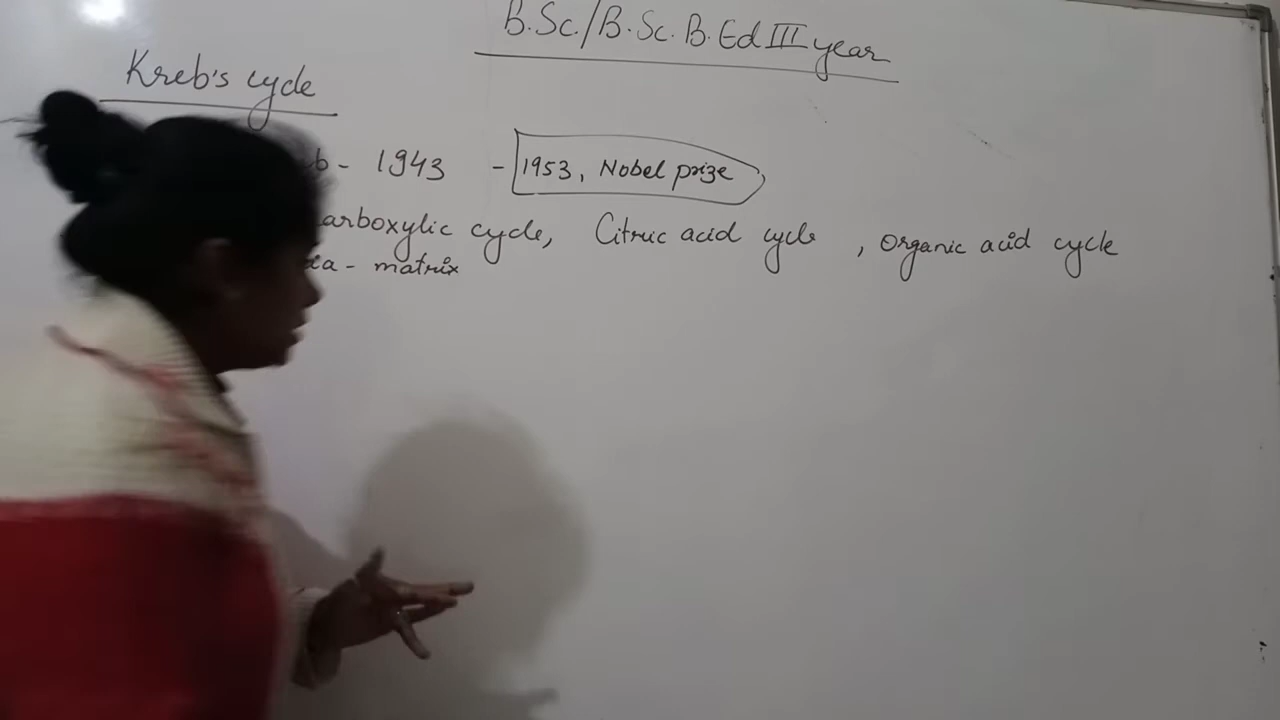 B.Sc./B.Sc. B.Ed III year
Kreb's cycle
- 1943 - 1953, Nobel prize
arboxylic cycle, Citric acid cycle, Organic acid cycle
- matrix